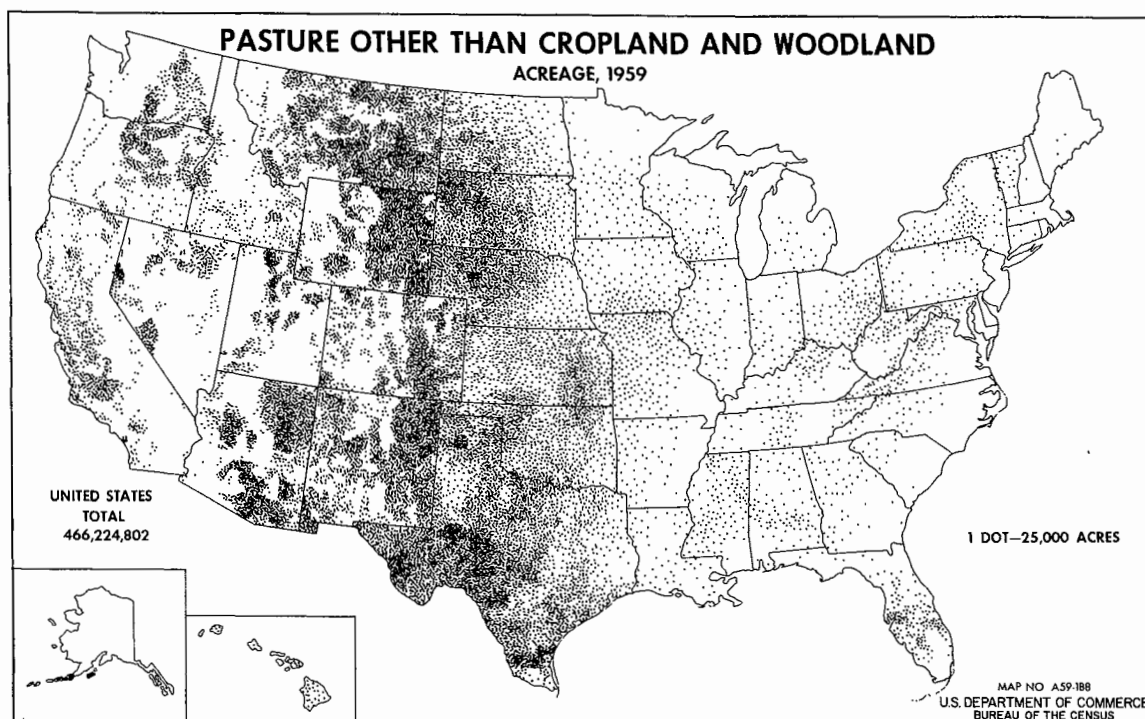 PASTURE OTHER THAN CROPLAND AND WOODLAND
ACREAGE, 1959
UNITED STATES
TOTAL
466,224,802
1 DOT—25,000 ACRES
MAP NO A59-188
U.S. DEPARTMENT OF COMMERCE
BUREAU OF THE CENSUS